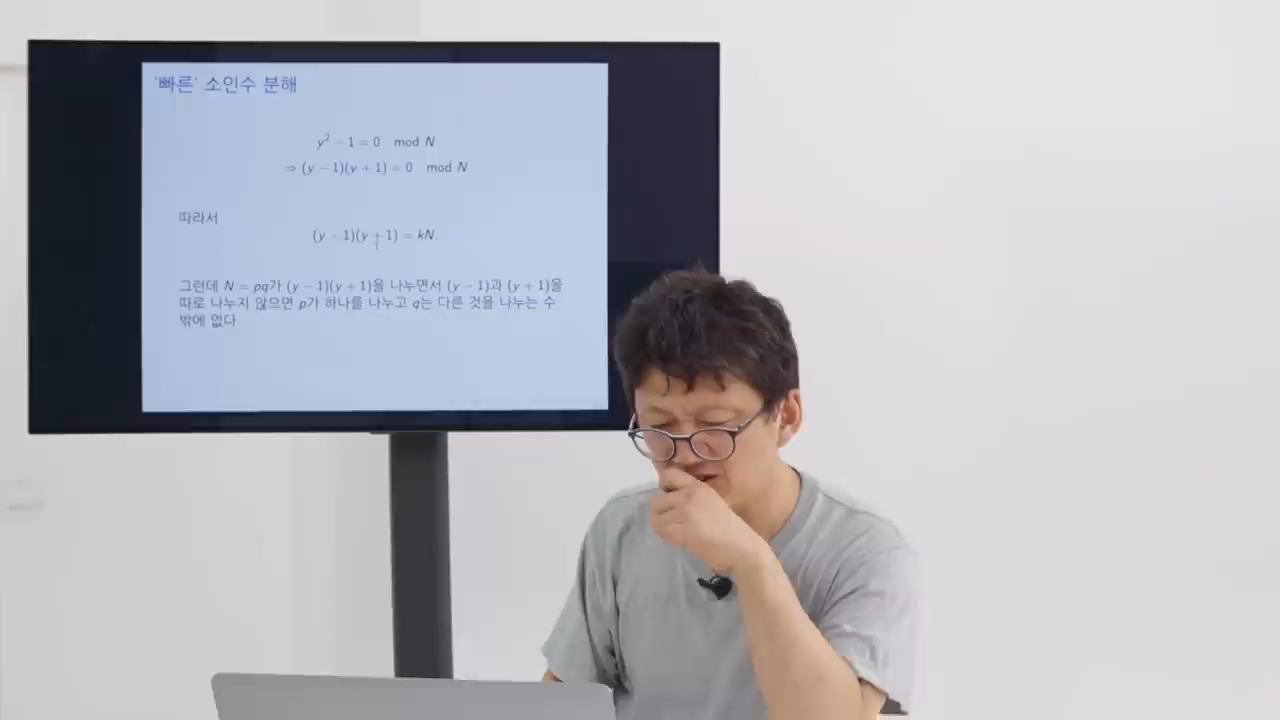 '빠른' 소인수 분해
y² − 1 = 0 mod N
⇒ (y − 1)(y + 1) = 0 mod N
따라서
(y − 1)(y + 1) = kN.
그런데 N = pq가 (y − 1)(y + 1)을 나누면서 (y − 1)과 (y + 1)을
따로 나누지 않으면 p가 하나를 나누고 q는 다른 것을 나누는 수
밖에 없다